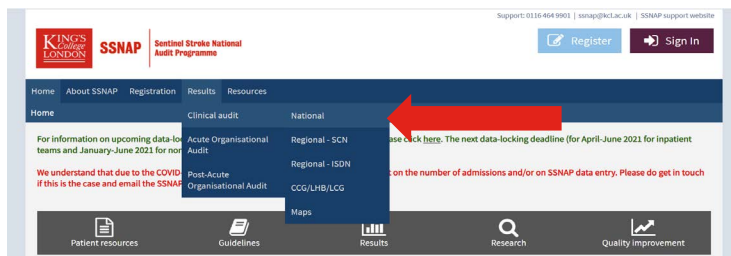 Support: 0116 464 9901 | ssnap@kcl.ac.uk | SSNAP support website
KING'S
College
LONDON
SSNAP
Sentinel Stroke National
Audit Programme
Register
Sign In
Home About SSNAP Registration Results Resources
Home
Clinical audit
National
Acute Organisational
Audit
Regional - SCN
Post-Acute
Organisational Audit
Regional - ISDN
CCG/LHB/LCG
Maps
For information on upcoming data-lo
ase click here. The next data-locking deadline (for April-June 2021 for inpatient
teams and January-June 2021 for nor
We understand that due to the COVID
t on the number of admissions and/or on SSNAP data entry. Please do get in touch
if this is the case and email the SSNAP
Patient resources
Guidelines
Results
Research
Quality improvement